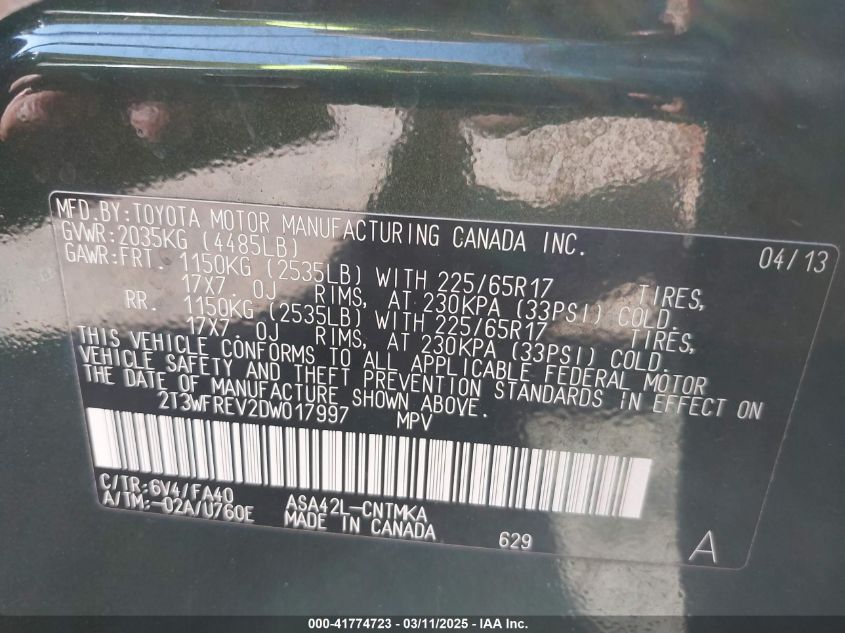 MFD.BY:TOYOTA MOTOR MANUFACTURING CANADA INC. 04/13
GVWR:2035KG (4485LB)
GAWR:FRT. 1150KG (2535LB) WITH 225/65R17 TIRES,
17X7.0J RIMS, AT 230KPA (33PSI) COLD.
RR. 1150KG (2535LB) WITH 225/65R17 TIRES,
17X7.0J RIMS, AT 230KPA (33PSI) COLD.
THIS VEHICLE CONFORMS TO ALL APPLICABLE FEDERAL MOTOR
VEHICLE SAFETY AND THEFT PREVENTION STANDARDS IN EFFECT ON
THE DATE OF MANUFACTURE SHOWN ABOVE.
2T3WFREV2DW017997 MPV
C/TR:6V4/FA40 ASA42L-CNTMKA
A/TM:-02A/U760E MADE IN CANADA 629 A
000-41774723 - 03/11/2025 - IAA Inc.